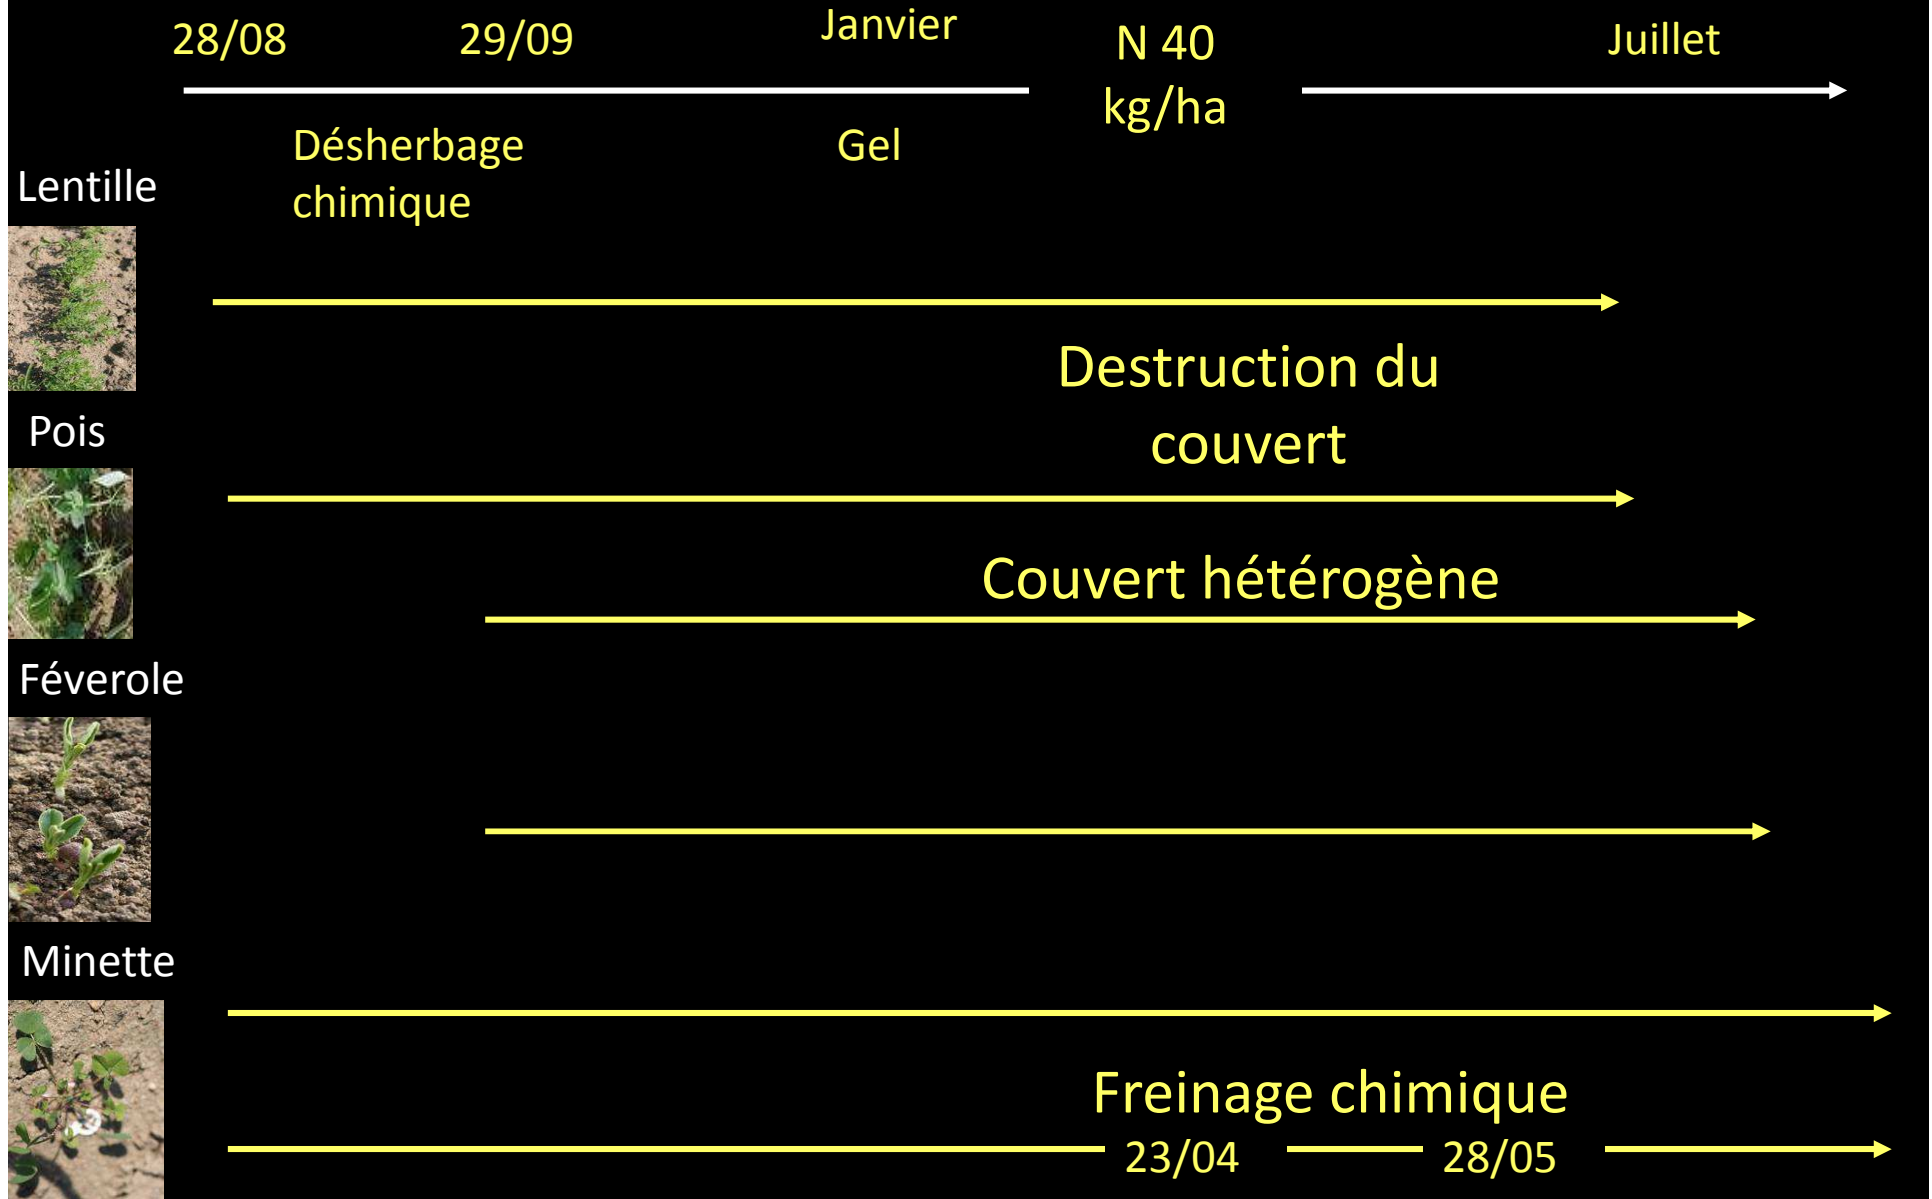 28/08
29/09
Janvier
N 40
kg/ha
Juillet
Désherbage
chimique
Gel
Lentille
Destruction du
couvert
Pois
Couvert hétérogène
Féverole
Minette
Freinage chimique
23/04
28/05